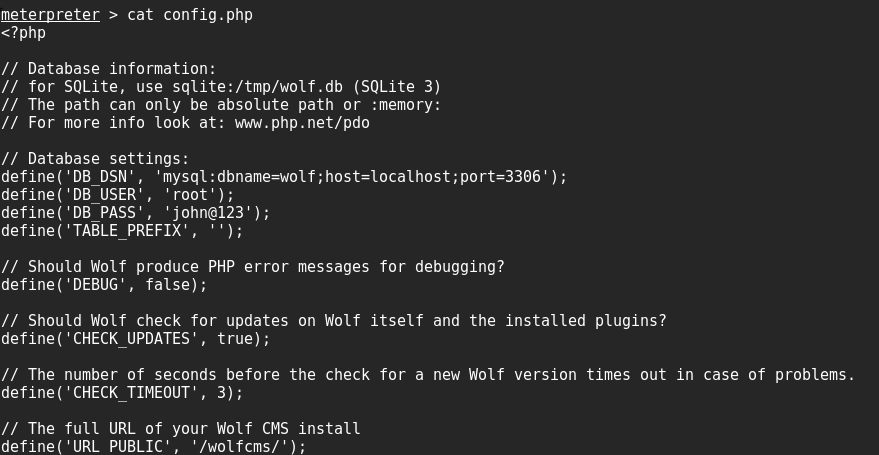 meterpreter > cat config.php
<?php
// Database information:
// for SQLite, use sqlite:/tmp/wolf.db (SQLite 3)
// The path can only be absolute path or :memory:
// For more info look at: www.php.net/pdo
// Database settings:
define('DB_DSN', 'mysql:dbname=wolf;host=localhost;port=3306');
define('DB_USER', 'root');
define('DB_PASS', 'john@123');
define('TABLE_PREFIX', '');
// Should Wolf produce PHP error messages for debugging?
define('DEBUG', false);
// Should Wolf check for updates on Wolf itself and the installed plugins?
define('CHECK_UPDATES', true);
// The number of seconds before the check for a new Wolf version times out in case of problems.
define('CHECK_TIMEOUT', 3);
// The full URL of your Wolf CMS install
define('URL_PUBLIC', '/wolfcms/');